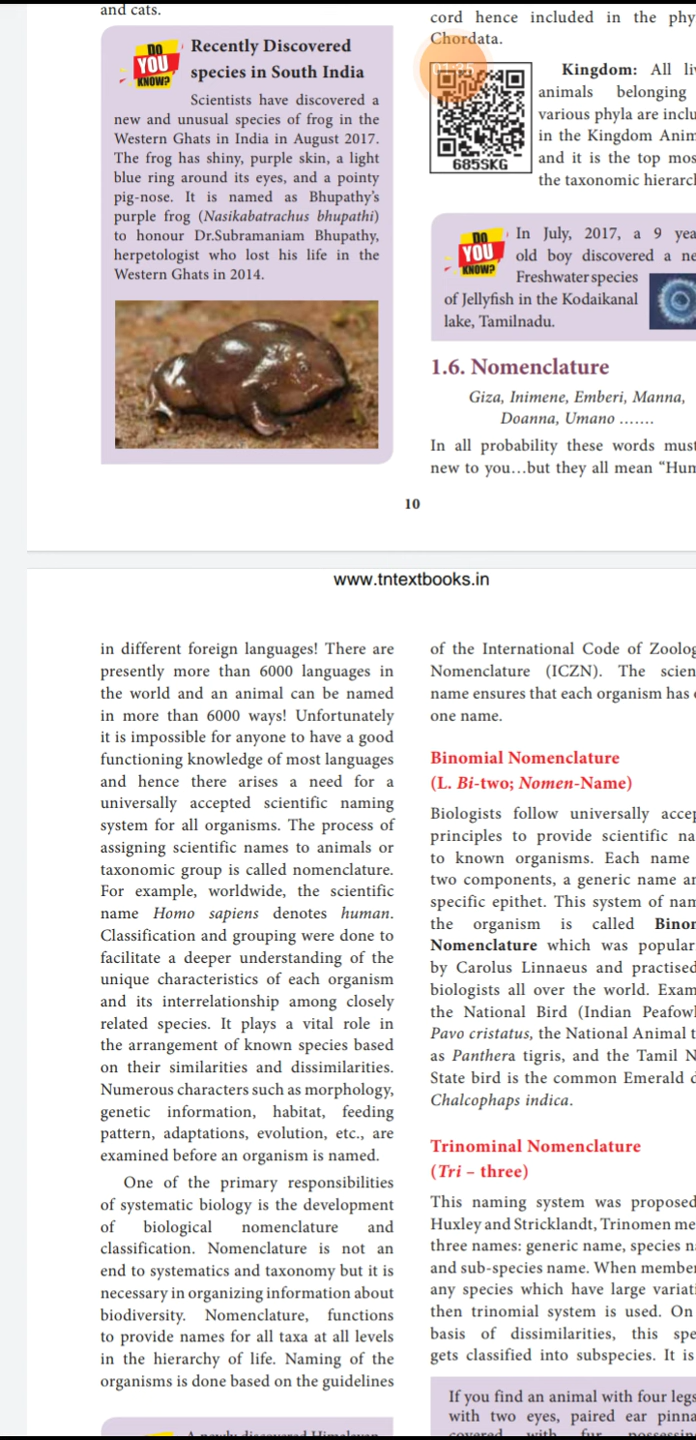 and cats.
DO
YOU
KNOW?
Recently Discovered
species in South India
Scientists have discovered a
new and unusual species of frog in the
Western Ghats in India in August 2017.
The frog has shiny, purple skin, a light
blue ring around its eyes, and a pointy
pig-nose. It is named as Bhupathy's
purple frog (Nasikabatrachus bhupathi)
to honour Dr.Subramaniam Bhupathy,
herpetologist who lost his life in the
Western Ghats in 2014.
cord hence included in the phy
Chordata.
01:35
685SKG
Kingdom: All liv
animals belonging
various phyla are inclu
in the Kingdom Anim
and it is the top mos
the taxonomic hierarch
DO
YOU
KNOW?
In July, 2017, a 9 yea
old boy discovered a ne
Freshwater species
of Jellyfish in the Kodaikanal
lake, Tamilnadu.
1.6. Nomenclature
Giza, Inimene, Emberi, Manna,
Doanna, Umano .......
In all probability these words must
new to you...but they all mean “Hum
10
www.tntextbooks.in
in different foreign languages! There are
presently more than 6000 languages in
the world and an animal can be named
in more than 6000 ways! Unfortunately
it is impossible for anyone to have a good
functioning knowledge of most languages
and hence there arises a need for a
universally accepted scientific naming
system for all organisms. The process of
assigning scientific names to animals or
taxonomic group is called nomenclature.
For example, worldwide, the scientific
name Homo sapiens denotes human.
Classification and grouping were done to
facilitate a deeper understanding of the
unique characteristics of each organism
and its interrelationship among closely
related species. It plays a vital role in
the arrangement of known species based
on their similarities and dissimilarities.
Numerous characters such as morphology,
genetic information, habitat, feeding
pattern, adaptations, evolution, etc., are
examined before an organism is named.
One of the primary responsibilities
of systematic biology is the development
of biological nomenclature and
classification. Nomenclature is not an
end to systematics and taxonomy but it is
necessary in organizing information about
biodiversity. Nomenclature, functions
to provide names for all taxa at all levels
in the hierarchy of life. Naming of the
organisms is done based on the guidelines
of the International Code of Zoolog
Nomenclature (ICZN). The scien
name ensures that each organism has
one name.
Binomial Nomenclature
(L. Bi-two; Nomen-Name)
Biologists follow universally accep
principles to provide scientific na
to known organisms. Each name
two components, a generic name an
specific epithet. This system of nam
the organism is called Binom
Nomenclature which was popular
by Carolus Linnaeus and practised
biologists all over the world. Exam
the National Bird (Indian Peafowl
Pavo cristatus, the National Animal t
as Panthera tigris, and the Tamil N
State bird is the common Emerald d
Chalcophaps indica.
Trinominal Nomenclature
(Tri – three)
This naming system was proposed
Huxley and Stricklandt, Trinomen me
three names: generic name, species n
and sub-species name. When member
any species which have large variati
then trinomial system is used. On
basis of dissimilarities, this spe
gets classified into subspecies. It is
If you find an animal with four legs
with two eyes, paired ear pinna
covered with fur possessin
A newly discovered Himalayan